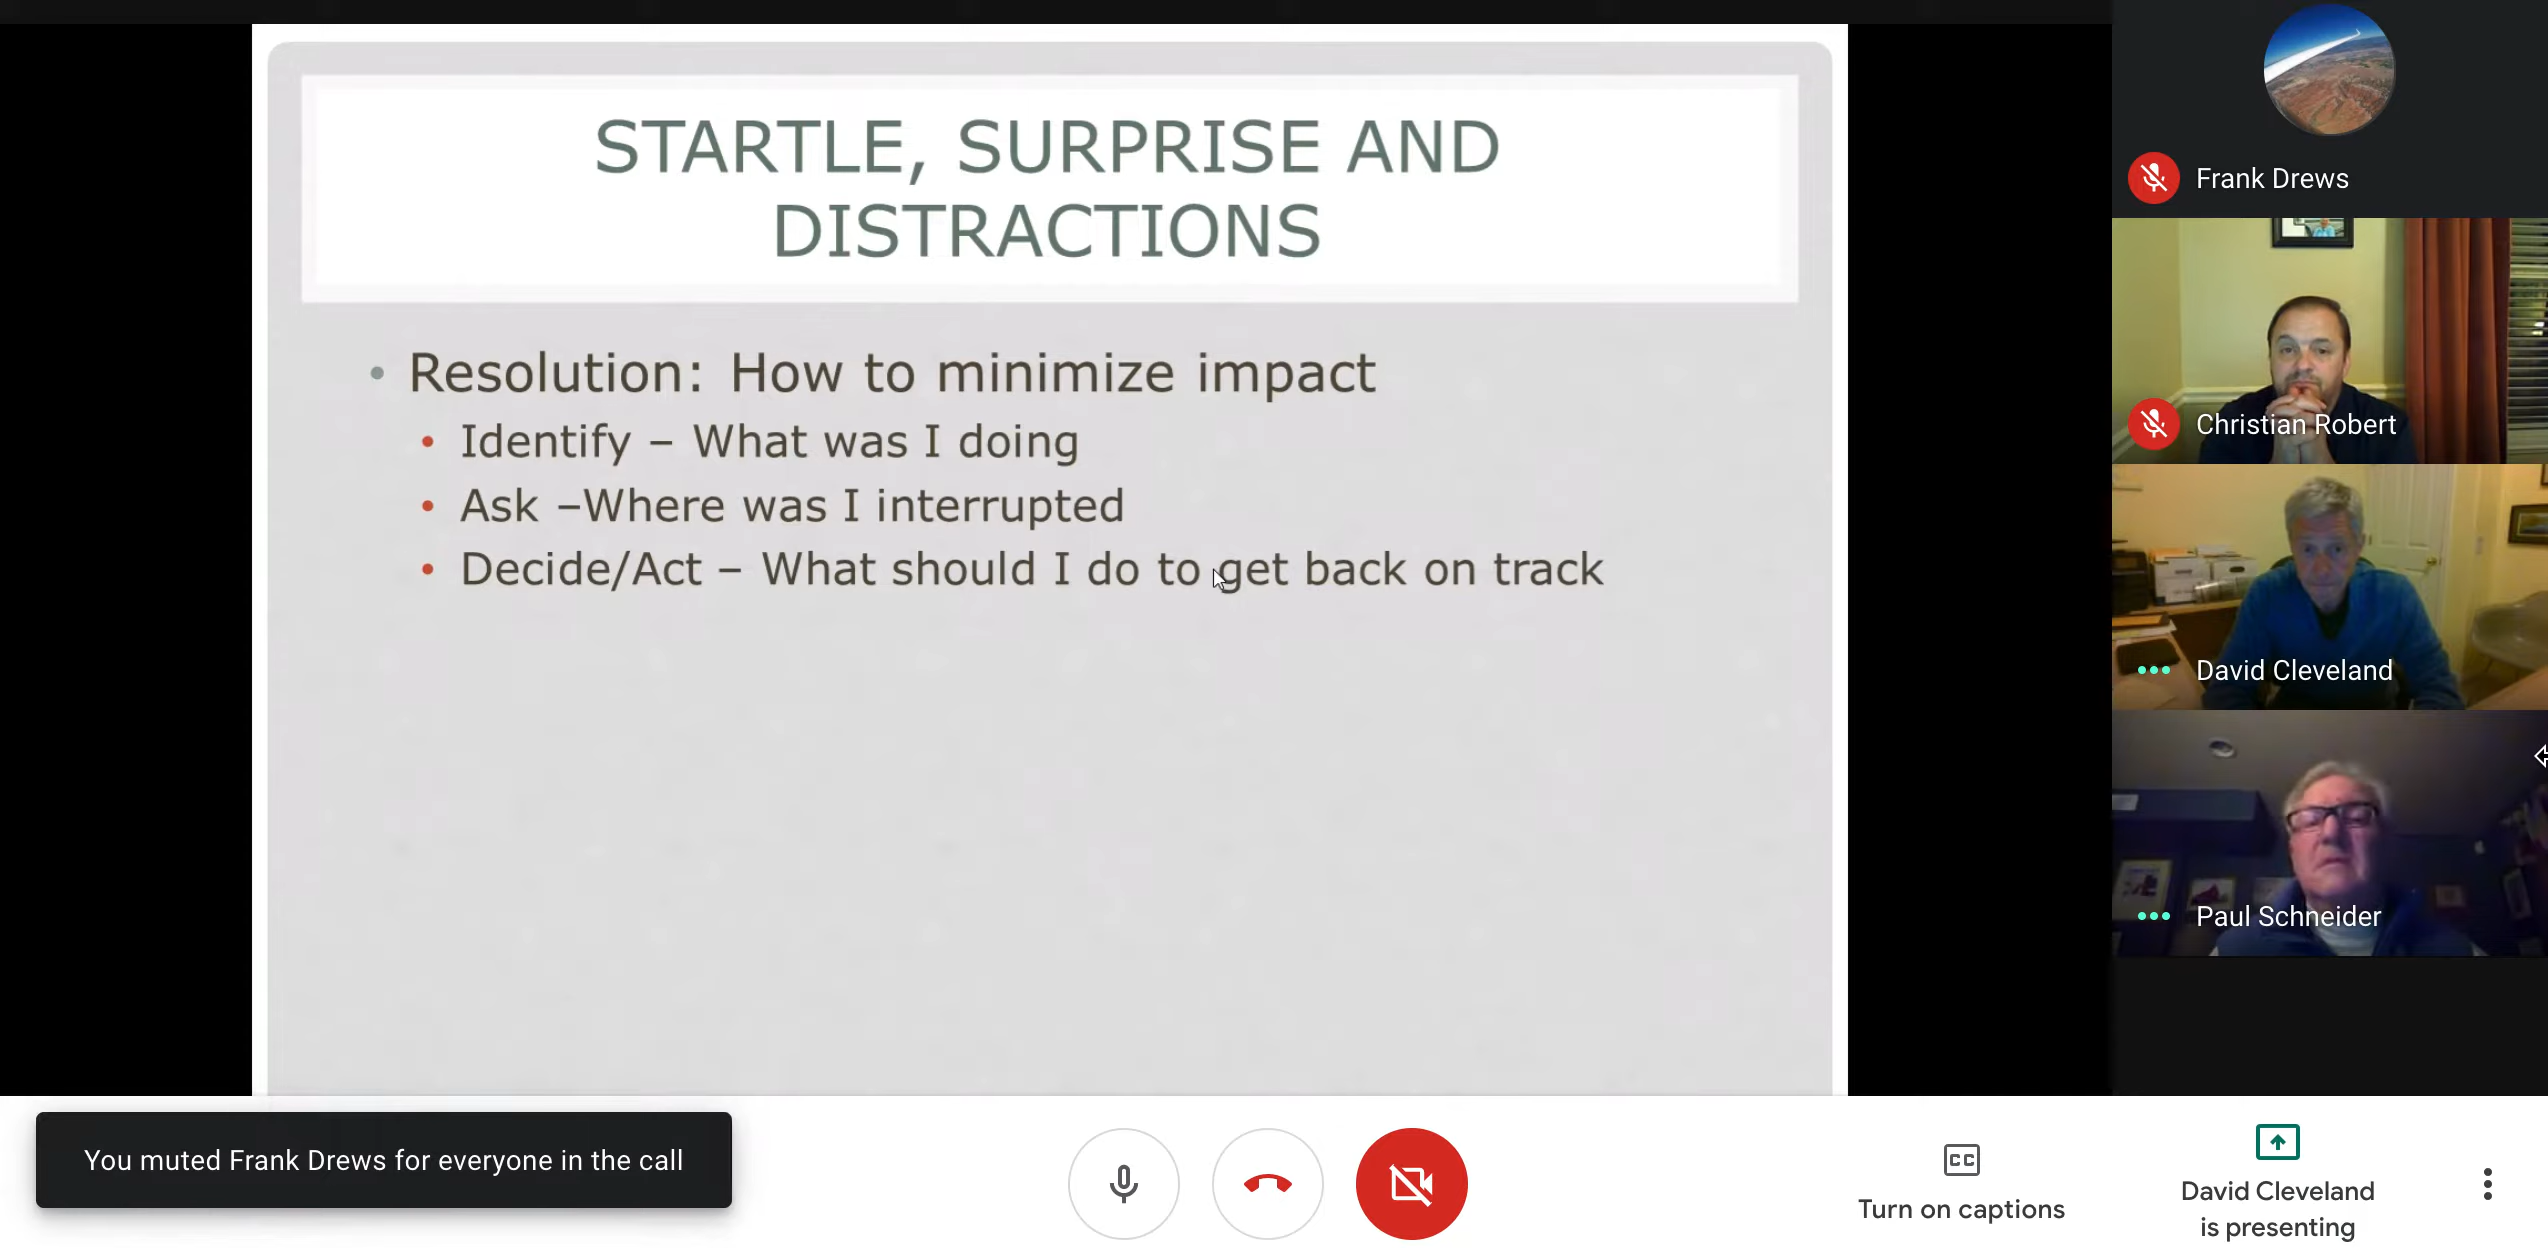 STARTLE, SURPRISE AND
DISTRACTIONS
• Resolution: How to minimize impact
• Identify – What was I doing
• Ask –Where was I interrupted
• Decide/Act – What should I do to get back on track
Frank Drews
Christian Robert
David Cleveland
Paul Schneider
You muted Frank Drews for everyone in the call
CC
Turn on captions
David Cleveland
is presenting